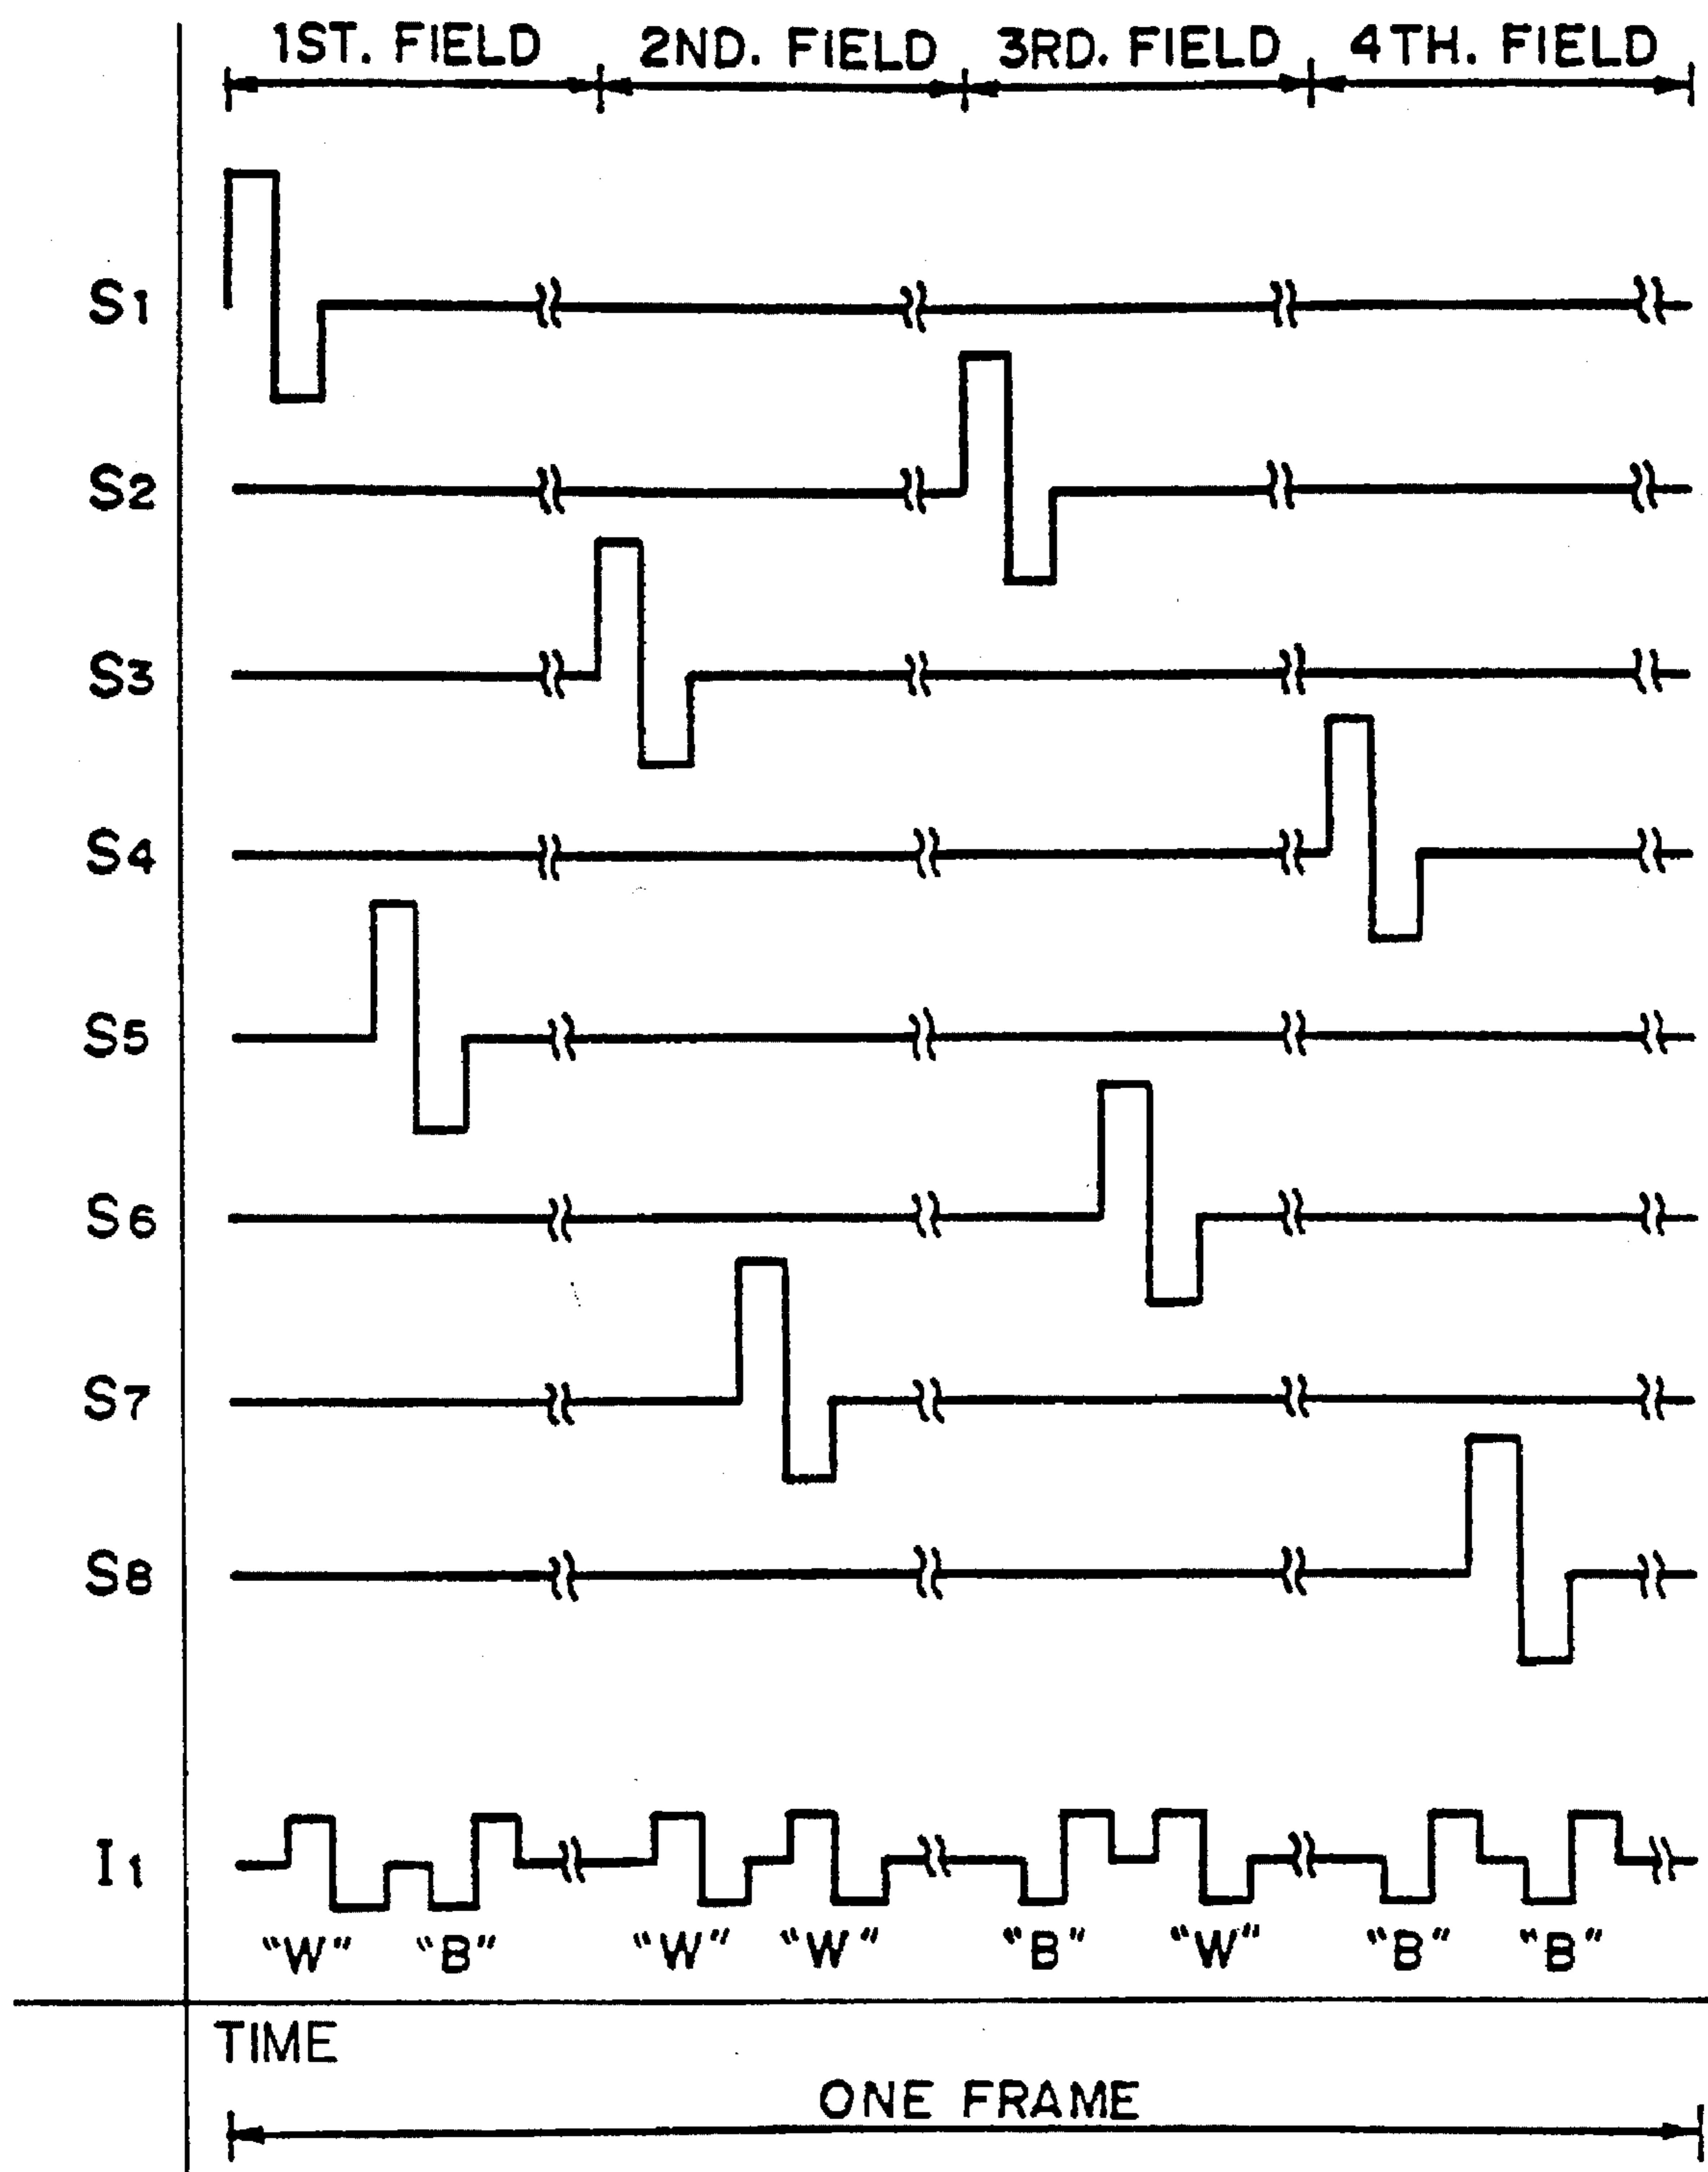 1ST. FIELD 2ND. FIELD 3RD. FIELD 4TH. FIELD
S1
S2
S3
S4
S5
S6
S7
S8
I1
"W" "B" "W" "W" "B" "W" "B" "B"
TIME
ONE FRAME